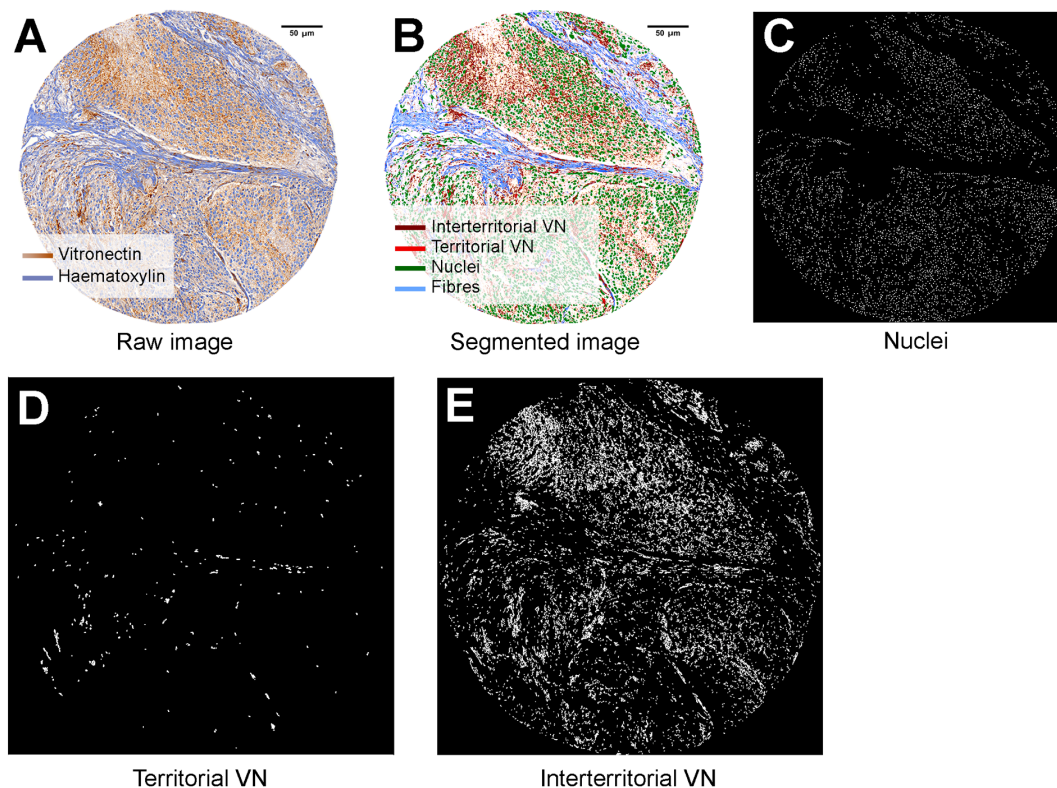 A
50 µm
Vitronectin
Haematoxylin
Raw image
B
50 µm
Interterritorial VN
Territorial VN
Nuclei
Fibres
Segmented image
C
Nuclei
D
Territorial VN
E
Interterritorial VN